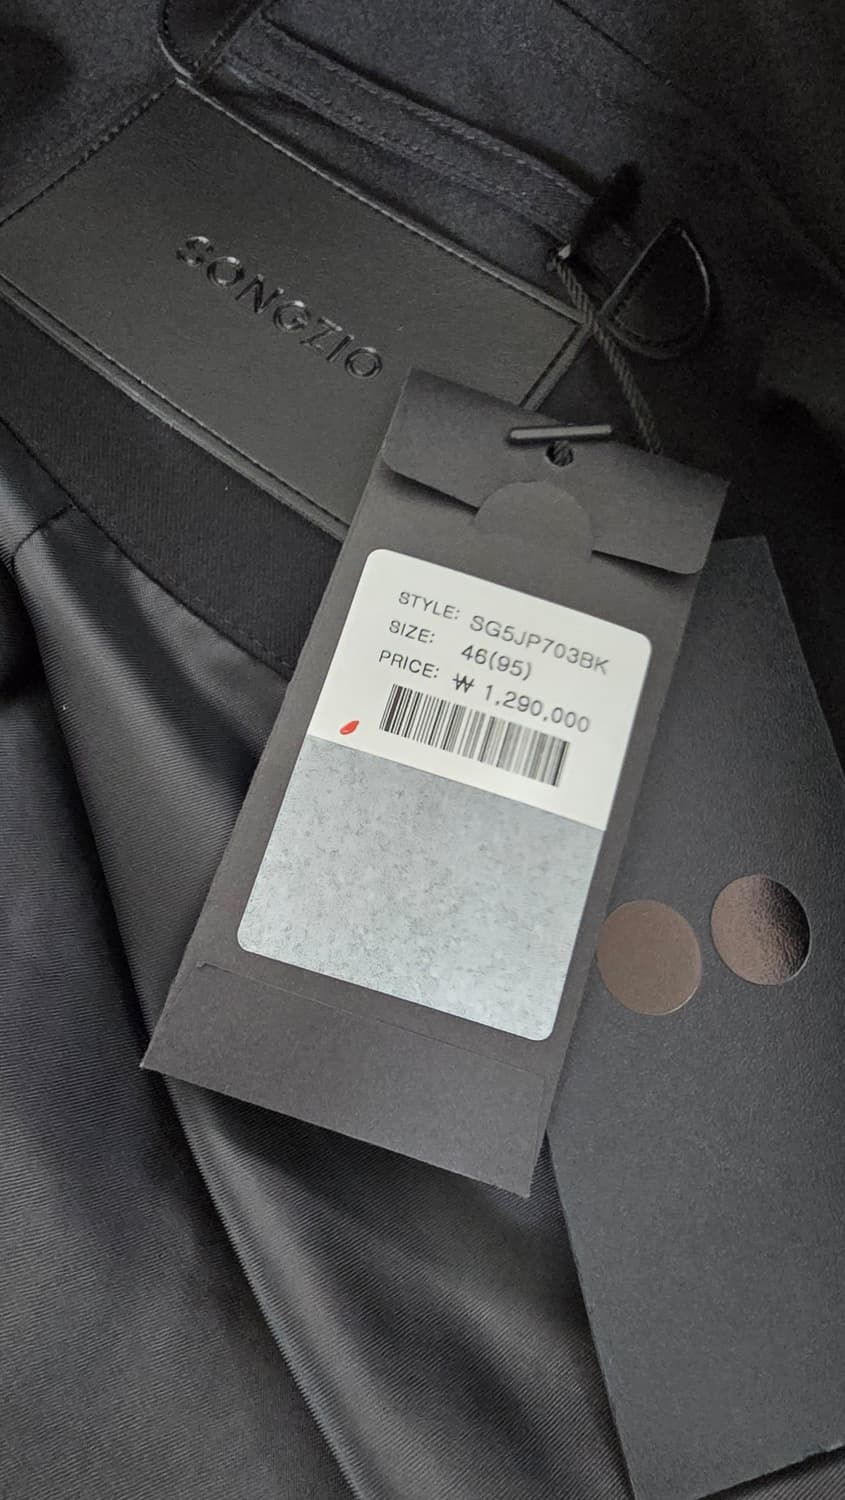 SONGZIO
STYLE: SG5JP703BK
SIZE: 46(95)
PRICE: ₩ 1,290,000